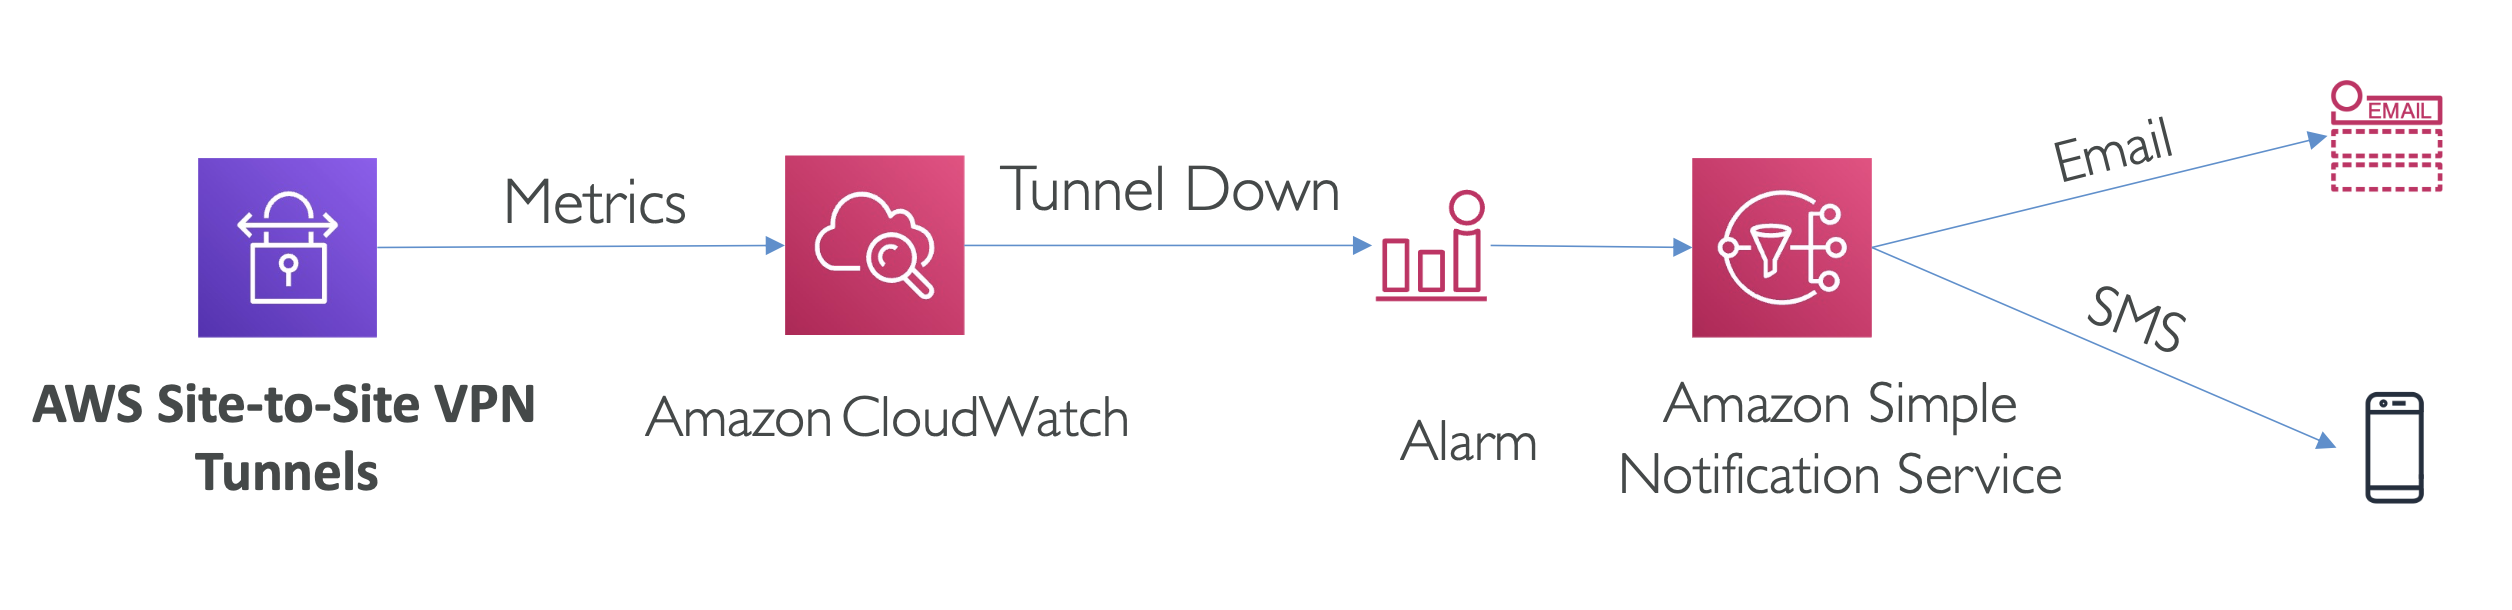 Metrics
Tunnel Down
Email
EMAIL
SMS
AWS Site-to-Site VPN
Tunnels
Amazon CloudWatch
Alarm
Amazon Simple
Notification Service